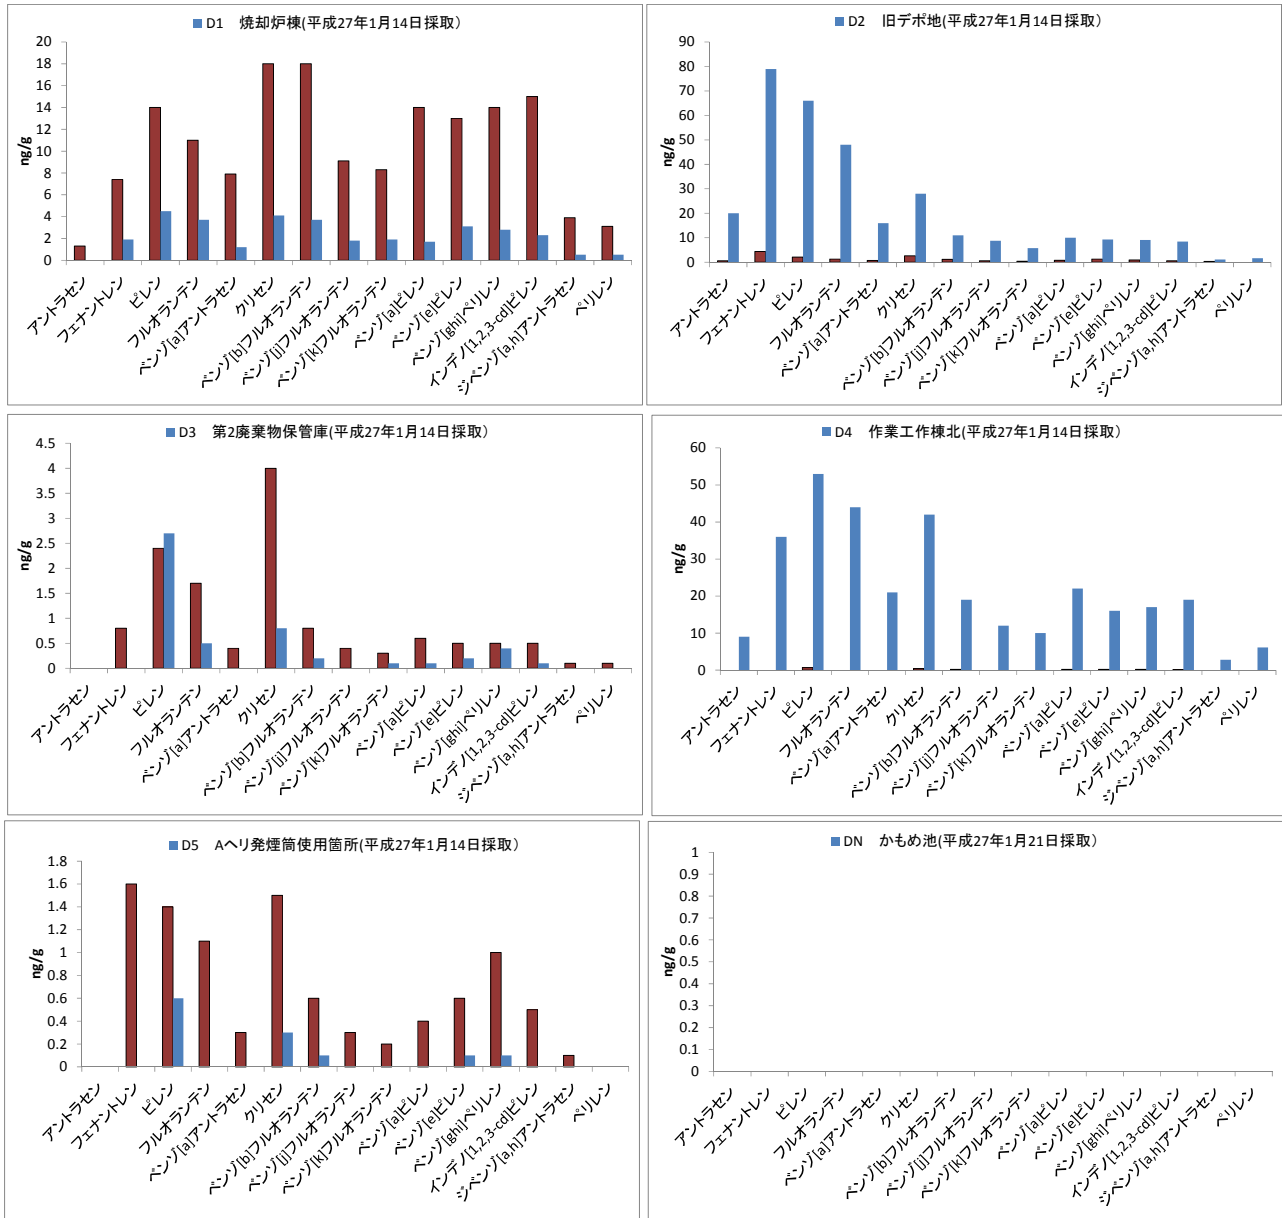 D1 焼却炉棟(平成27年1月14日採取)
20
18
16
14
12
10
8
6
4
2
0
ng/g
アントラセン
フェナントレン
ピレン
フルオランテン
ベンゾ[a]アントラセン
クリセン
ベンゾ[b]フルオランテン
ベンゾ[j]フルオランテン
ベンゾ[k]フルオランテン
ベンゾ[a]ピレン
ベンゾ[e]ピレン
ベンゾ[ghi]ペリレン
インデノ[1,2,3-cd]ピレン
ジベンゾ[a,h]アントラセン
ペリレン
D2 旧デポ地(平成27年1月14日採取)
90
80
70
60
50
40
30
20
10
0
ng/g
アントラセン
フェナントレン
ピレン
フルオランテン
ベンゾ[a]アントラセン
クリセン
ベンゾ[b]フルオランテン
ベンゾ[j]フルオランテン
ベンゾ[k]フルオランテン
ベンゾ[a]ピレン
ベンゾ[e]ピレン
ベンゾ[ghi]ペリレン
インデノ[1,2,3-cd]ピレン
ジベンゾ[a,h]アントラセン
ペリレン
D3 第2廃棄物保管庫(平成27年1月14日採取)
4.5
4
3.5
3
2.5
2
1.5
1
0.5
0
ng/g
アントラセン
フェナントレン
ピレン
フルオランテン
ベンゾ[a]アントラセン
クリセン
ベンゾ[b]フルオランテン
ベンゾ[j]フルオランテン
ベンゾ[k]フルオランテン
ベンゾ[a]ピレン
ベンゾ[e]ピレン
ベンゾ[ghi]ペリレン
インデノ[1,2,3-cd]ピレン
ジベンゾ[a,h]アントラセン
ペリレン
D4 作業工作棟北(平成27年1月14日採取)
60
50
40
30
20
10
0
ng/g
アントラセン
フェナントレン
ピレン
フルオランテン
ベンゾ[a]アントラセン
クリセン
ベンゾ[b]フルオランテン
ベンゾ[j]フルオランテン
ベンゾ[k]フルオランテン
ベンゾ[a]ピレン
ベンゾ[e]ピレン
ベンゾ[ghi]ペリレン
インデノ[1,2,3-cd]ピレン
ジベンゾ[a,h]アントラセン
ペリレン
D5 Aヘリ発煙筒使用箇所(平成27年1月14日採取)
1.8
1.6
1.4
1.2
1
0.8
0.6
0.4
0.2
0
ng/g
アントラセン
フェナントレン
ピレン
フルオランテン
ベンゾ[a]アントラセン
クリセン
ベンゾ[b]フルオランテン
ベンゾ[j]フルオランテン
ベンゾ[k]フルオランテン
ベンゾ[a]ピレン
ベンゾ[e]ピレン
ベンゾ[ghi]ペリレン
インデノ[1,2,3-cd]ピレン
ジベンゾ[a,h]アントラセン
ペリレン
DN かもめ池(平成27年1月21日採取)
1
0.9
0.8
0.7
0.6
0.5
0.4
0.3
0.2
0.1
0
ng/g
アントラセン
フェナントレン
ピレン
フルオランテン
ベンゾ[a]アントラセン
クリセン
ベンゾ[b]フルオランテン
ベンゾ[j]フルオランテン
ベンゾ[k]フルオランテン
ベンゾ[a]ピレン
ベンゾ[e]ピレン
ベンゾ[ghi]ペリレン
インデノ[1,2,3-cd]ピレン
ジベンゾ[a,h]アントラセン
ペリレン